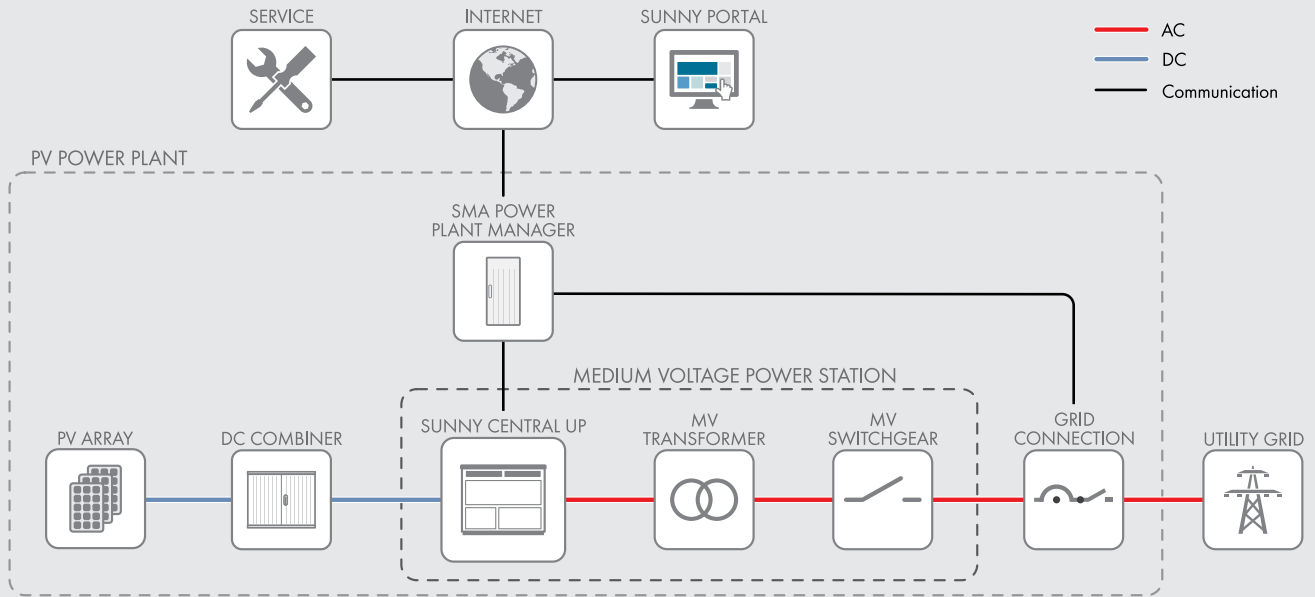 SERVICE
INTERNET
SUNNY PORTAL
AC
DC
Communication
PV POWER PLANT
SMA POWER
PLANT MANAGER
MEDIUM VOLTAGE POWER STATION
PV ARRAY
DC COMBINER
SUNNY CENTRAL UP
MV
TRANSFORMER
MV
SWITCHGEAR
GRID
CONNECTION
UTILITY GRID